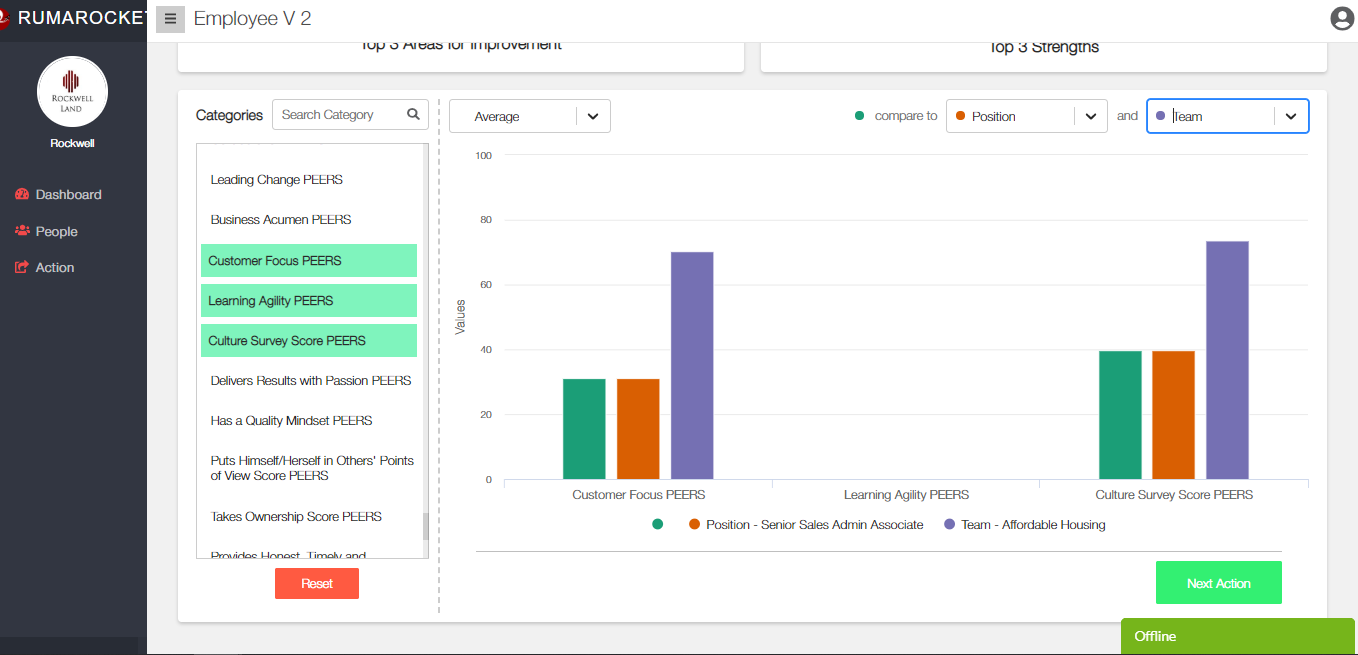 RUMAROCKET
Employee V 2
ROCKWELL
LAND
Rockwell
Dashboard
People
Action
Top 3 Areas for Improvement
Top 3 Strengths
Categories
Search Category
Leading Change PEERS
Business Acumen PEERS
Customer Focus PEERS
Learning Agility PEERS
Culture Survey Score PEERS
Delivers Results with Passion PEERS
Has a Quality Mindset PEERS
Puts Himself/Herself in Others' Points
of View Score PEERS
Takes Ownership Score PEERS
Provides Honest, Timely and
Reset
Average
compare to
Position
and
Team
100
80
60
40
20
0
Values
Customer Focus PEERS
Learning Agility PEERS
Culture Survey Score PEERS
Position - Senior Sales Admin Associate
Team - Affordable Housing
Next Action
Offline